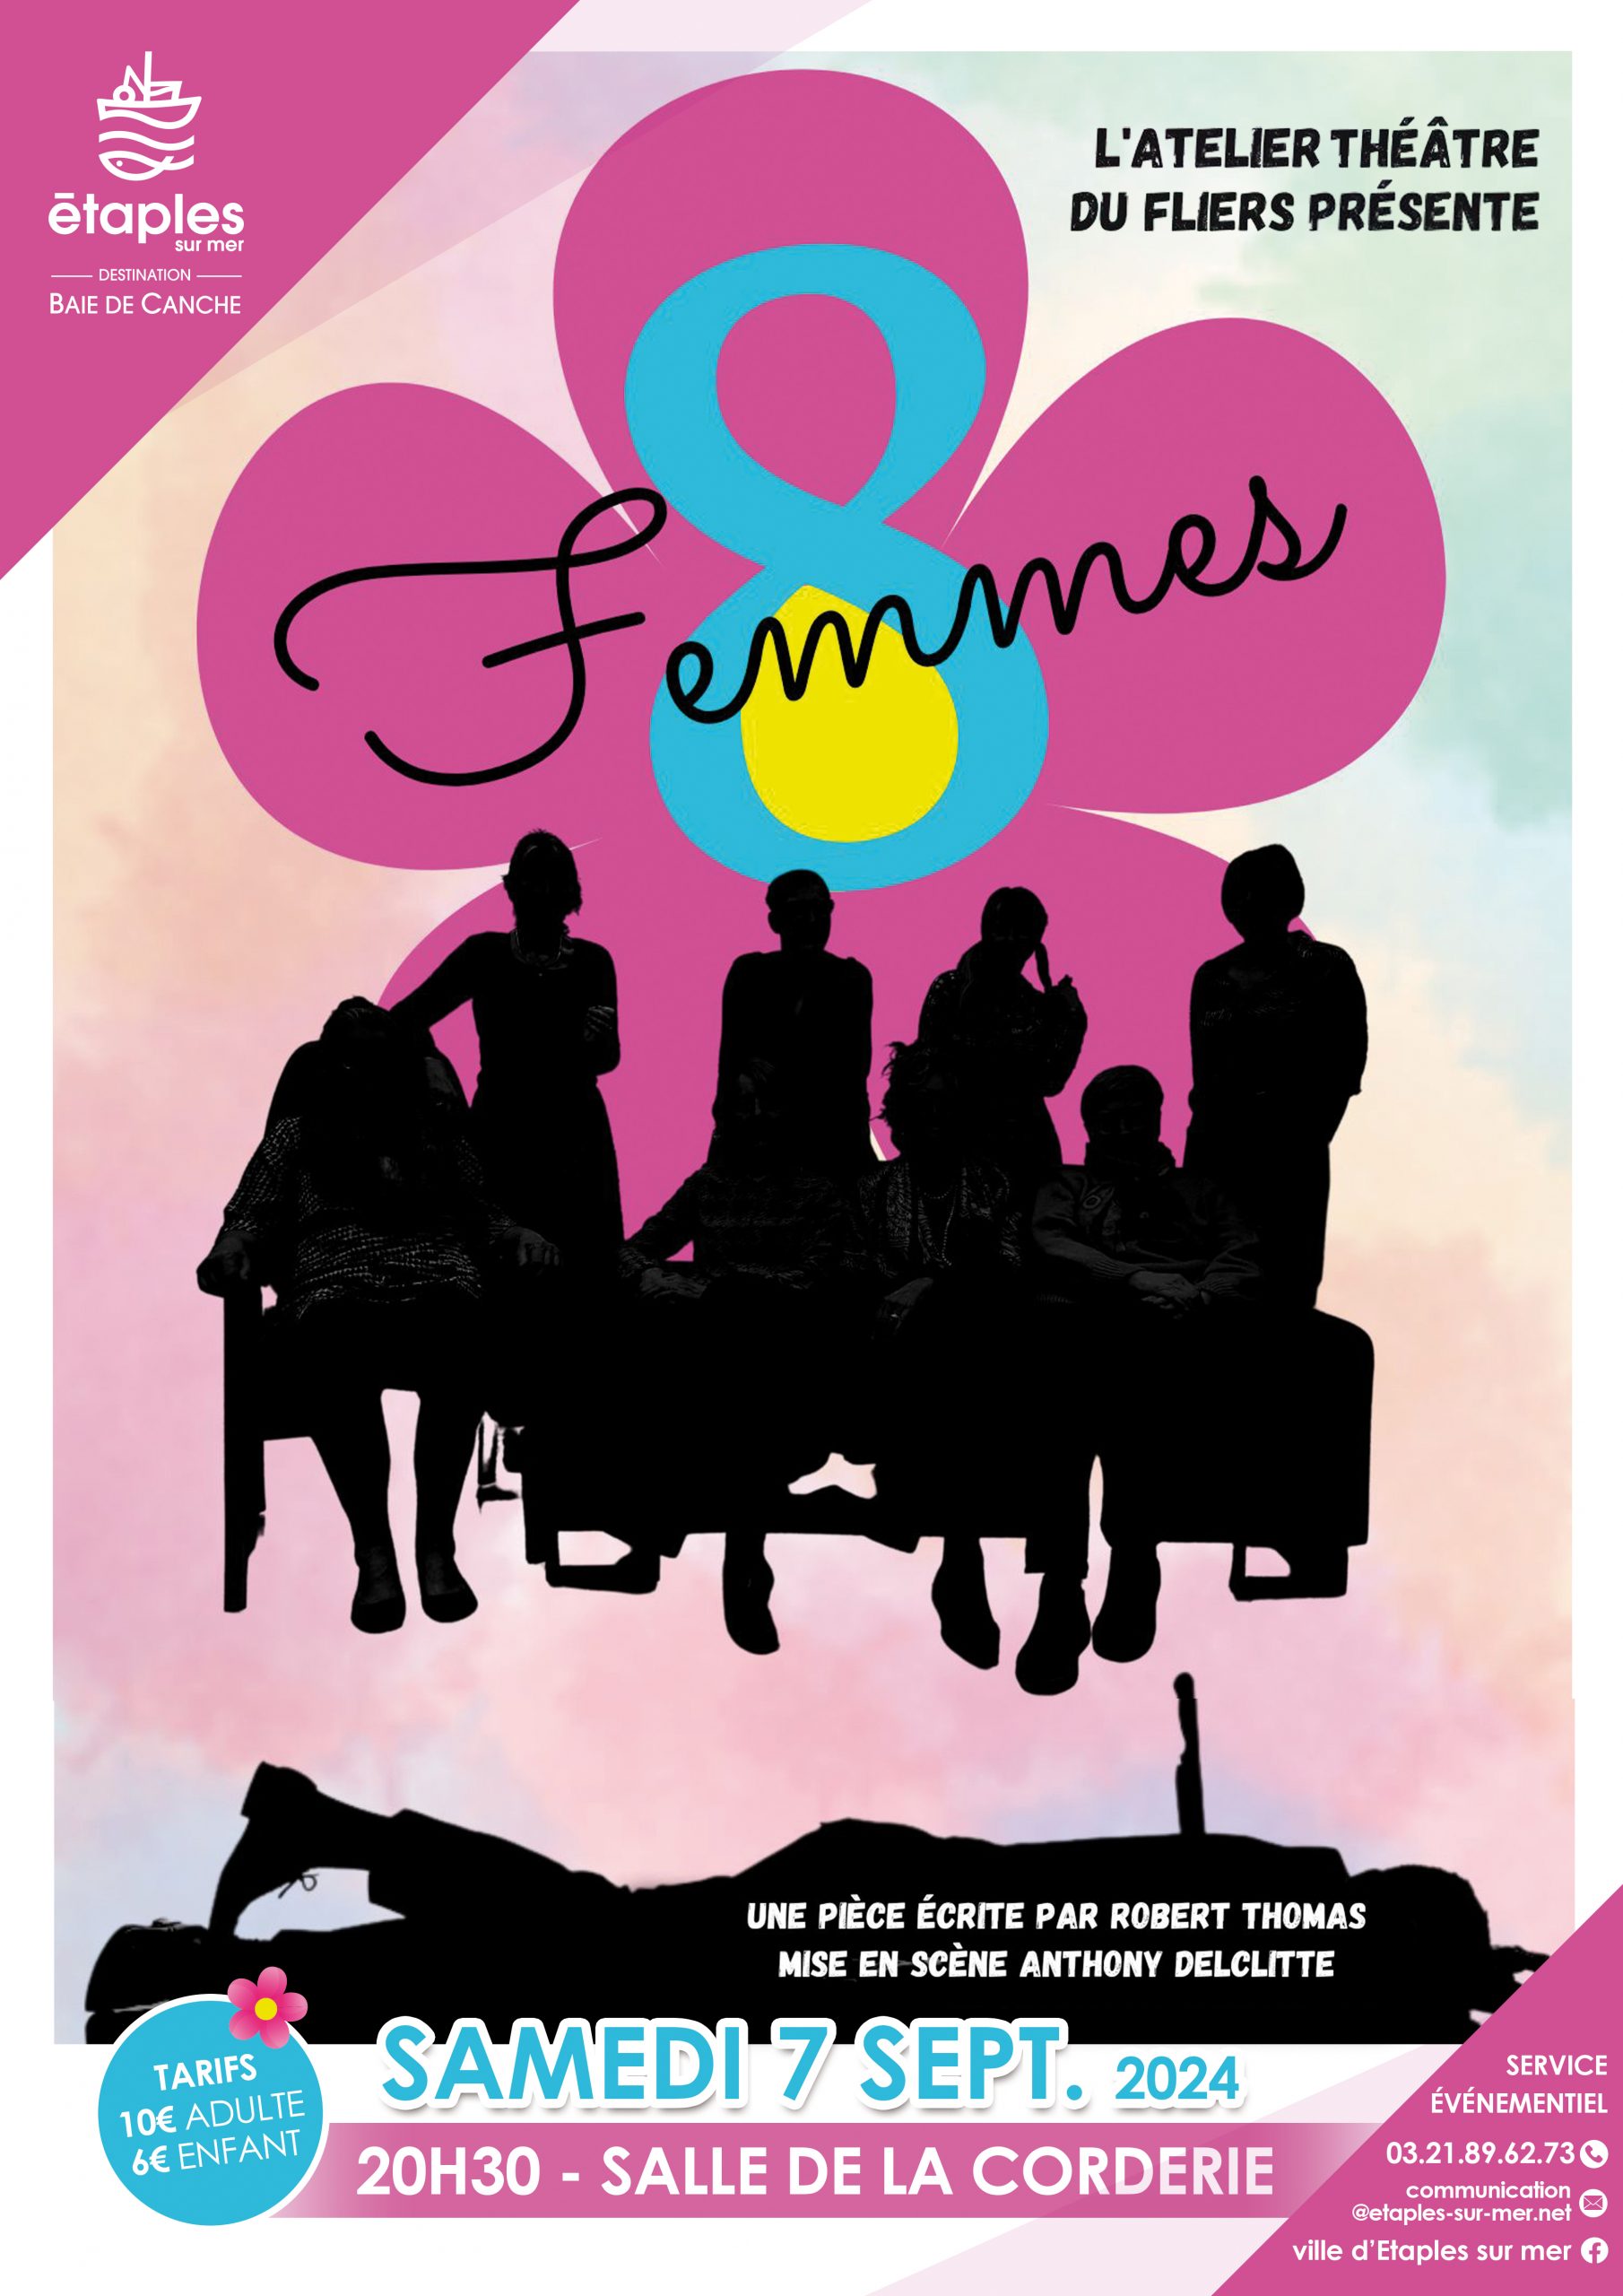 ētaples
sur mer
DESTINATION
BAIE DE CANCHE
L'ATELIER THÉÂTRE
DU FLIERS PRÉSENTE
8
Femmes
UNE PIÈCE ÉCRITE PAR ROBERT THOMAS
MISE EN SCÈNE ANTHONY DELCLITTE
TARIFS
10€ ADULTE
6€ ENFANT
SAMEDI 7 SEPT. 2024
20H30 - SALLE DE LA CORDERIE
SERVICE
ÉVÉNEMENTIEL
03.21.89.62.73
communication
@etaples-sur-mer.net
ville d'Etaples sur mer